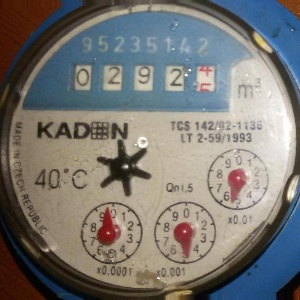 95235142
0292
m³
KADEN
TCS 142/92-1136
LT 2-59/1993
MADE IN CZECH REPUBLIC
40°C
Qn1,5
x0,01
x0.0001
x0.001